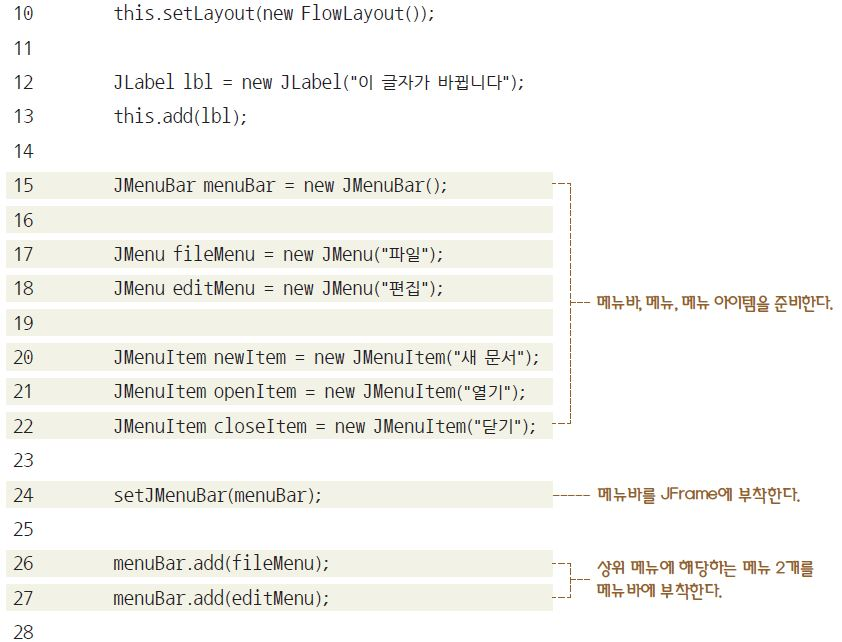 10 this.setLayout(new FlowLayout());
11
12 JLabel lbl = new JLabel("이 글자가 바뀝니다");
13 this.add(lbl);
14
15 JMenuBar menuBar = new JMenuBar();
16
17 JMenu fileMenu = new JMenu("파일");
18 JMenu editMenu = new JMenu("편집");
메뉴바, 메뉴, 메뉴 아이템을 준비한다.
19
20 JMenuItem newItem = new JMenuItem("새 문서");
21 JMenuItem openItem = new JMenuItem("열기");
22 JMenuItem closeItem = new JMenuItem("닫기");
23
24 setJMenuBar(menuBar);
메뉴바를 JFrame에 부착한다.
25
26 menuBar.add(fileMenu);
27 menuBar.add(editMenu);
상위 메뉴에 해당하는 메뉴 2개를
메뉴바에 부착한다.
28